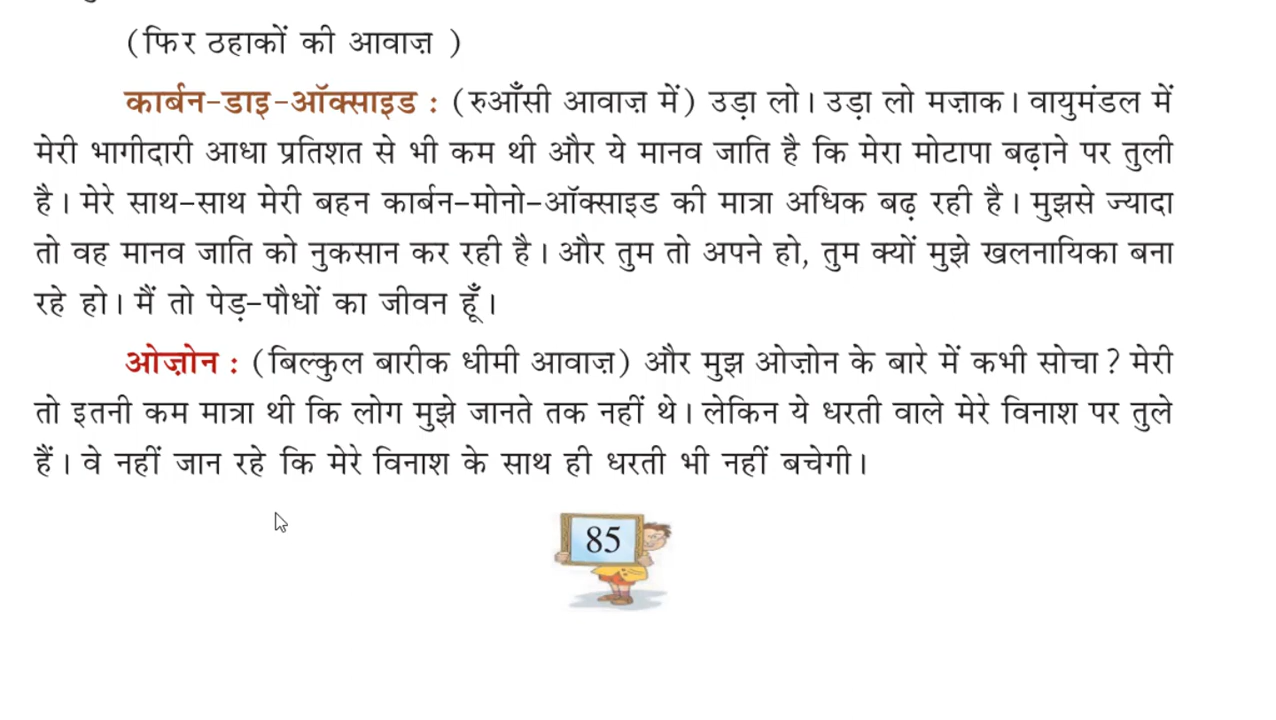 (फिर ठहाकों की आवाज़ )
कार्बन-डाइ-ऑक्साइड : (रुआँसी आवाज़ में) उड़ा लो। उड़ा लो मज़ाक। वायुमंडल में
मेरी भागीदारी आधा प्रतिशत से भी कम थी और ये मानव जाति है कि मेरा मोटापा बढ़ाने पर तुली
है। मेरे साथ-साथ मेरी बहन कार्बन-मोनो-ऑक्साइड की मात्रा अधिक बढ़ रही है। मुझसे ज्यादा
तो वह मानव जाति को नुकसान कर रही है। और तुम तो अपने हो, तुम क्यों मुझे खलनायिका बना
रहे हो। मैं तो पेड़-पौधों का जीवन हूँ।
ओज़ोन : (बिल्कुल बारीक धीमी आवाज़) और मुझ ओज़ोन के बारे में कभी सोचा? मेरी
तो इतनी कम मात्रा थी कि लोग मुझे जानते तक नहीं थे। लेकिन ये धरती वाले मेरे विनाश पर तुले
हैं। वे नहीं जान रहे कि मेरे विनाश के साथ ही धरती भी नहीं बचेगी।
85